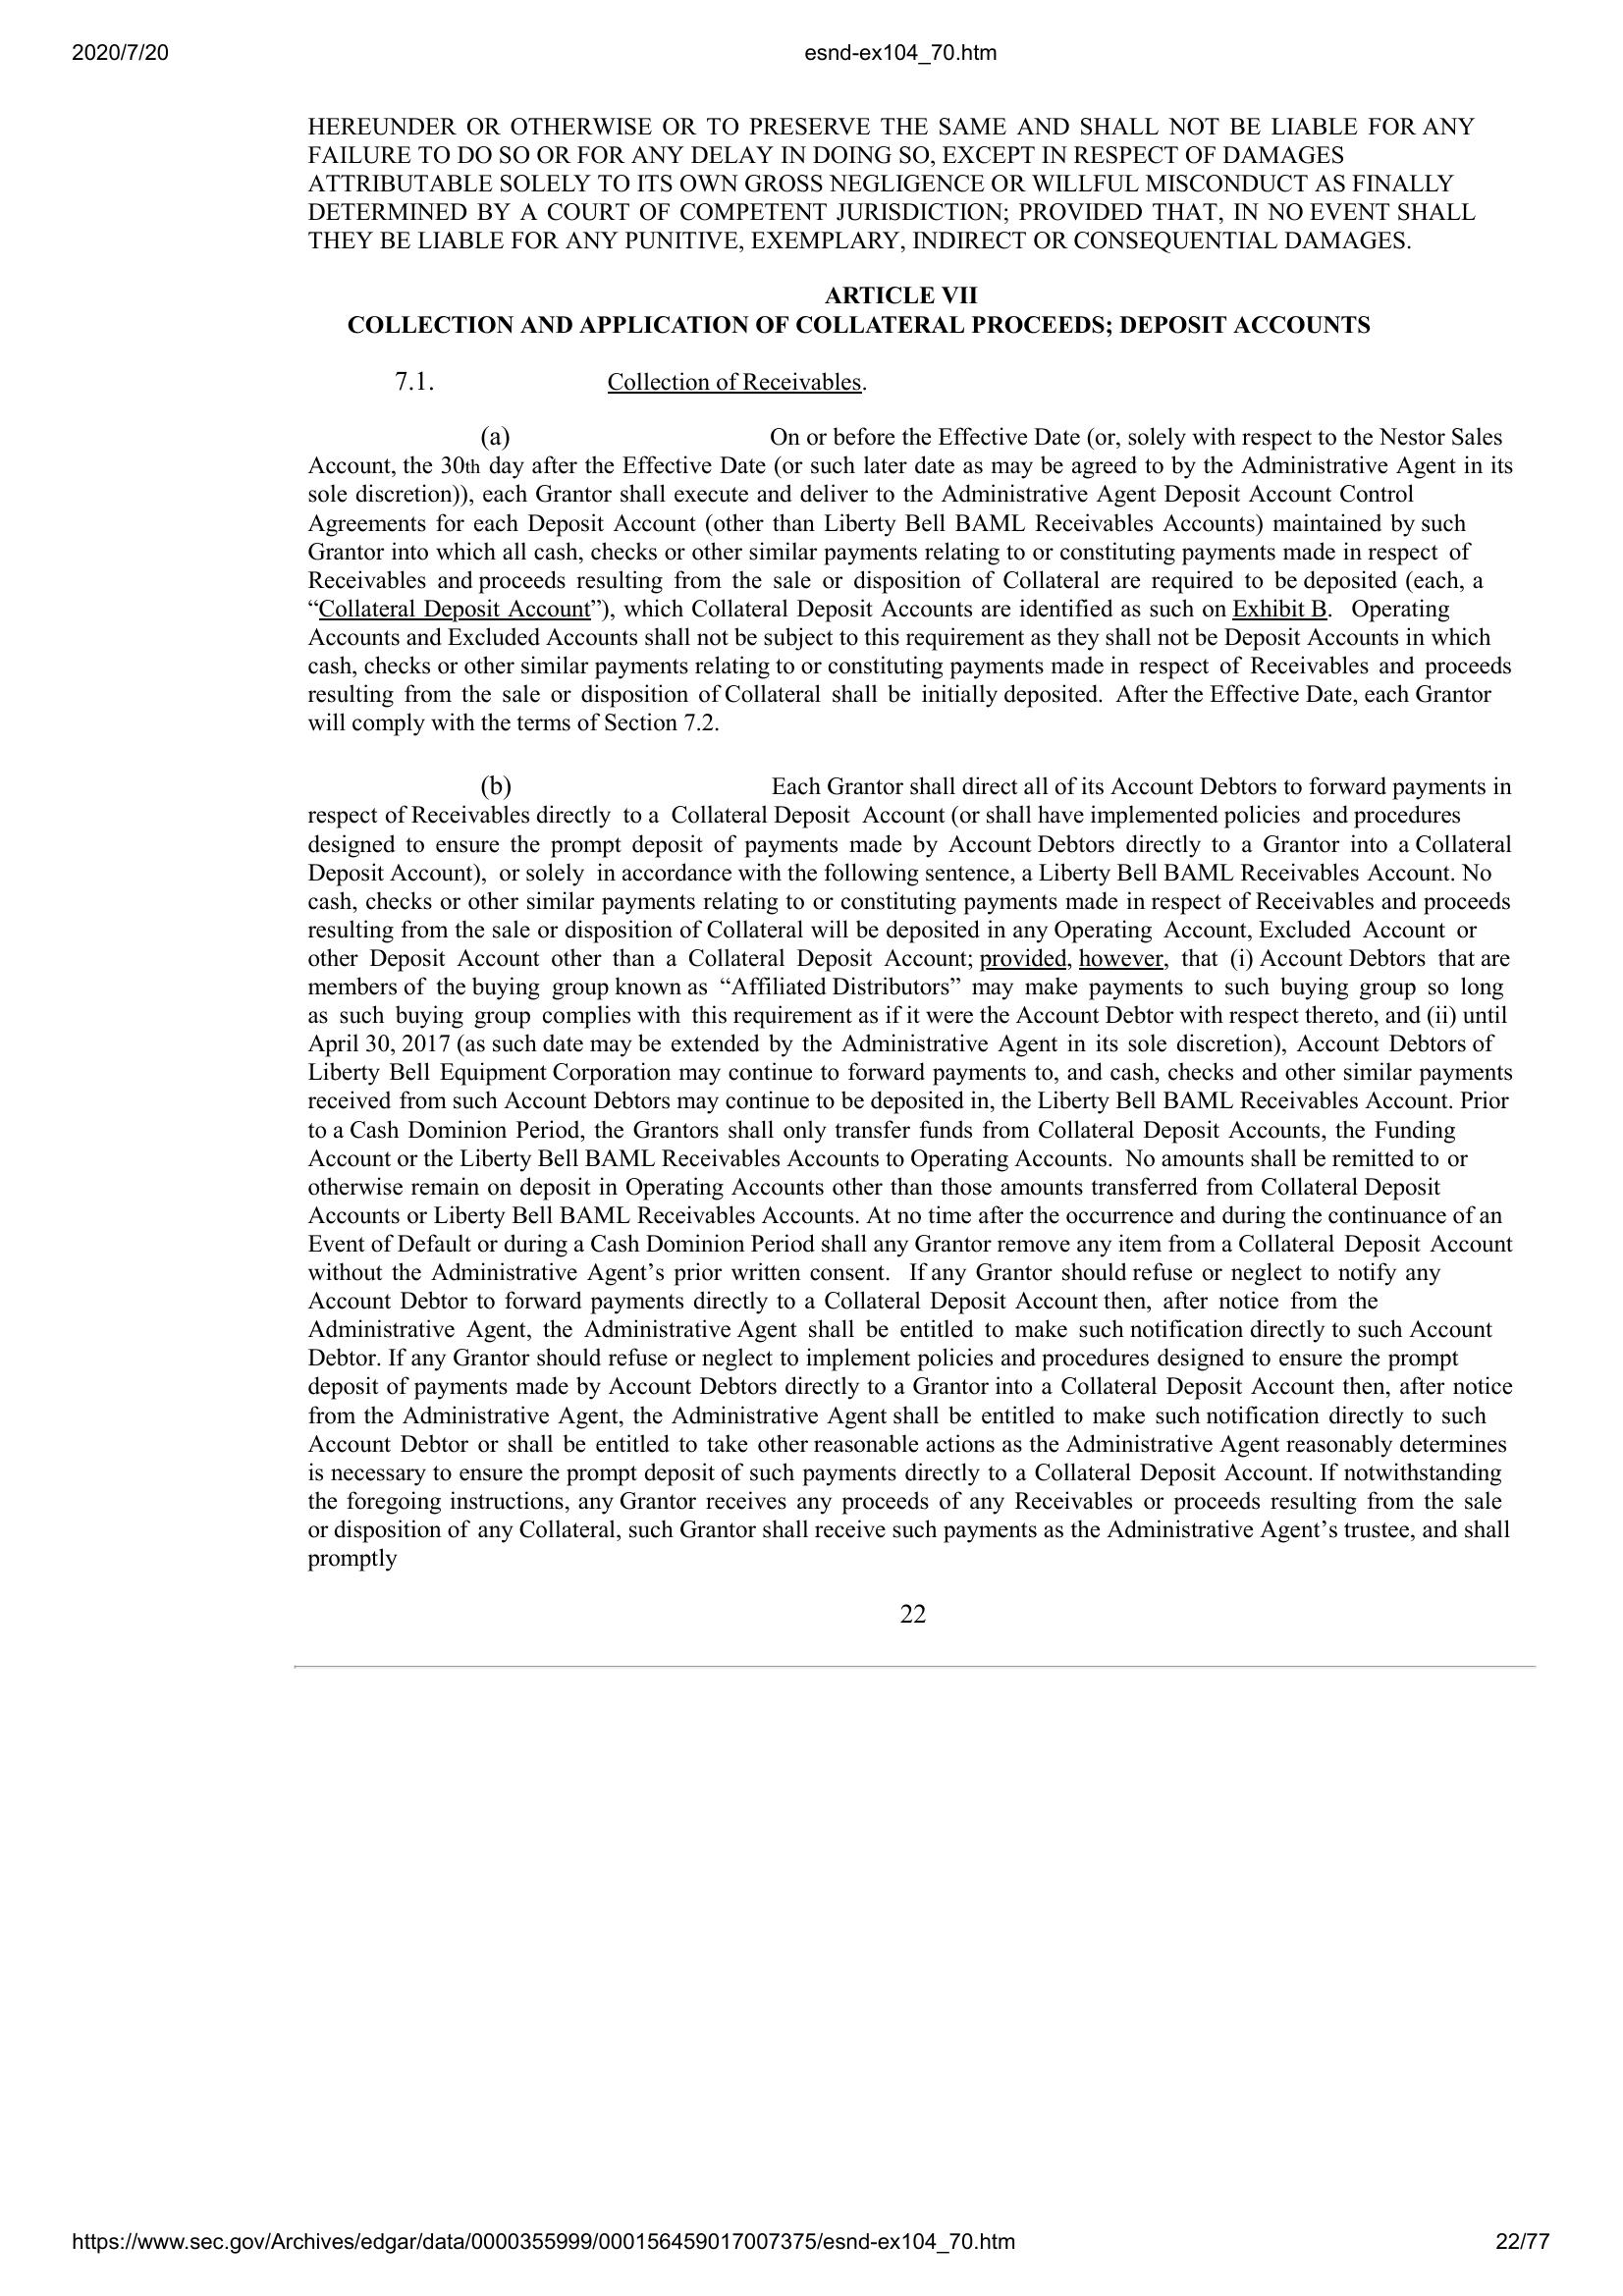 2020/7/20 esnd-ex104_70.htm
HEREUNDER OR OTHERWISE OR TO PRESERVE THE SAME AND SHALL NOT BE LIABLE FOR ANY
FAILURE TO DO SO OR FOR ANY DELAY IN DOING SO, EXCEPT IN RESPECT OF DAMAGES
ATTRIBUTABLE SOLELY TO ITS OWN GROSS NEGLIGENCE OR WILLFUL MISCONDUCT AS FINALLY
DETERMINED BY A COURT OF COMPETENT JURISDICTION; PROVIDED THAT, IN NO EVENT SHALL
THEY BE LIABLE FOR ANY PUNITIVE, EXEMPLARY, INDIRECT OR CONSEQUENTIAL DAMAGES.
ARTICLE VII
COLLECTION AND APPLICATION OF COLLATERAL PROCEEDS; DEPOSIT ACCOUNTS
7.1. Collection of Receivables.
(a) On or before the Effective Date (or, solely with respect to the Nestor Sales
Account, the 30th day after the Effective Date (or such later date as may be agreed to by the Administrative Agent in its
sole discretion)), each Grantor shall execute and deliver to the Administrative Agent Deposit Account Control
Agreements for each Deposit Account (other than Liberty Bell BAML Receivables Accounts) maintained by such
Grantor into which all cash, checks or other similar payments relating to or constituting payments made in respect of
Receivables and proceeds resulting from the sale or disposition of Collateral are required to be deposited (each, a
“Collateral Deposit Account”), which Collateral Deposit Accounts are identified as such on Exhibit B. Operating
Accounts and Excluded Accounts shall not be subject to this requirement as they shall not be Deposit Accounts in which
cash, checks or other similar payments relating to or constituting payments made in respect of Receivables and proceeds
resulting from the sale or disposition of Collateral shall be initially deposited. After the Effective Date, each Grantor
will comply with the terms of Section 7.2.
(b) Each Grantor shall direct all of its Account Debtors to forward payments in
respect of Receivables directly to a Collateral Deposit Account (or shall have implemented policies and procedures
designed to ensure the prompt deposit of payments made by Account Debtors directly to a Grantor into a Collateral
Deposit Account), or solely in accordance with the following sentence, a Liberty Bell BAML Receivables Account. No
cash, checks or other similar payments relating to or constituting payments made in respect of Receivables and proceeds
resulting from the sale or disposition of Collateral will be deposited in any Operating Account, Excluded Account or
other Deposit Account other than a Collateral Deposit Account; provided, however, that (i) Account Debtors that are
members of the buying group known as “Affiliated Distributors” may make payments to such buying group so long
as such buying group complies with this requirement as if it were the Account Debtor with respect thereto, and (ii) until
April 30, 2017 (as such date may be extended by the Administrative Agent in its sole discretion), Account Debtors of
Liberty Bell Equipment Corporation may continue to forward payments to, and cash, checks and other similar payments
received from such Account Debtors may continue to be deposited in, the Liberty Bell BAML Receivables Account. Prior
to a Cash Dominion Period, the Grantors shall only transfer funds from Collateral Deposit Accounts, the Funding
Account or the Liberty Bell BAML Receivables Accounts to Operating Accounts. No amounts shall be remitted to or
otherwise remain on deposit in Operating Accounts other than those amounts transferred from Collateral Deposit
Accounts or Liberty Bell BAML Receivables Accounts. At no time after the occurrence and during the continuance of an
Event of Default or during a Cash Dominion Period shall any Grantor remove any item from a Collateral Deposit Account
without the Administrative Agent’s prior written consent. If any Grantor should refuse or neglect to notify any
Account Debtor to forward payments directly to a Collateral Deposit Account then, after notice from the
Administrative Agent, the Administrative Agent shall be entitled to make such notification directly to such Account
Debtor. If any Grantor should refuse or neglect to implement policies and procedures designed to ensure the prompt
deposit of payments made by Account Debtors directly to a Grantor into a Collateral Deposit Account then, after notice
from the Administrative Agent, the Administrative Agent shall be entitled to make such notification directly to such
Account Debtor or shall be entitled to take other reasonable actions as the Administrative Agent reasonably determines
is necessary to ensure the prompt deposit of such payments directly to a Collateral Deposit Account. If notwithstanding
the foregoing instructions, any Grantor receives any proceeds of any Receivables or proceeds resulting from the sale
or disposition of any Collateral, such Grantor shall receive such payments as the Administrative Agent’s trustee, and shall
promptly
22
https://www.sec.gov/Archives/edgar/data/0000355999/000156459017007375/esnd-ex104_70.htm 22/77